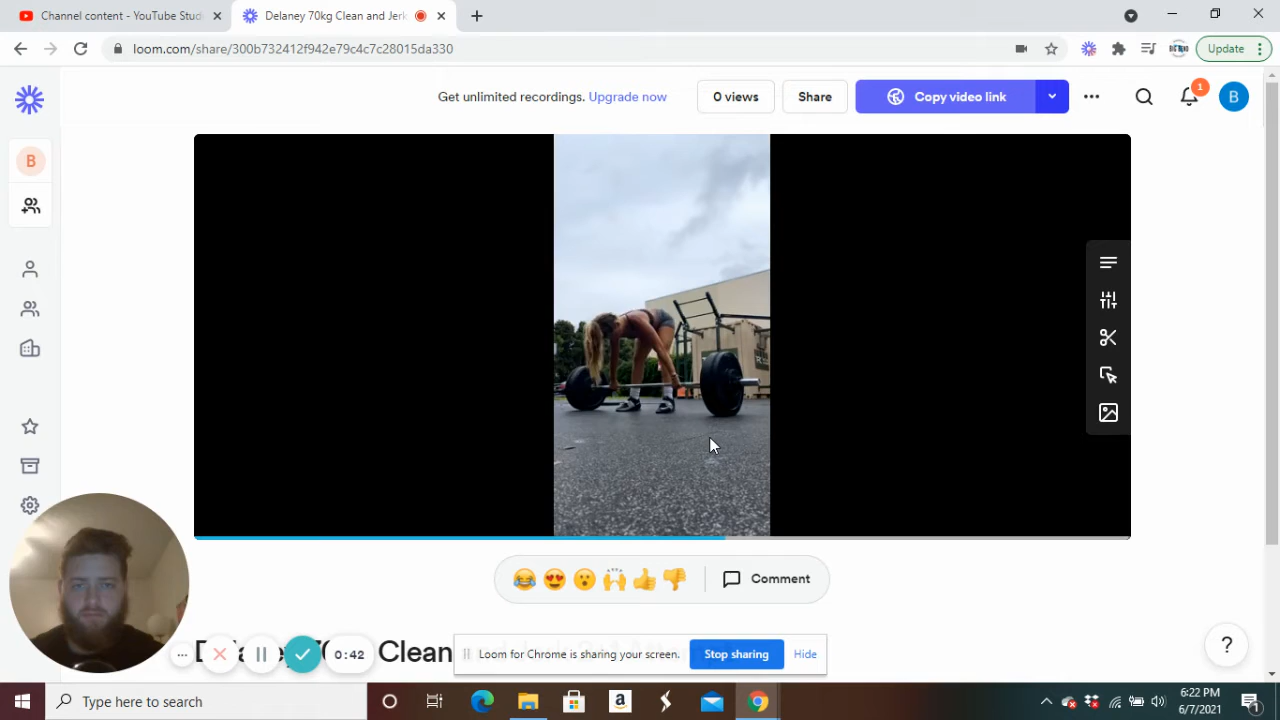 Channel content - YouTube Stud
Delaney 70kg Clean and Jerk
loom.com/share/300b732412f942e79c4c7c28015da330
Update
Get unlimited recordings. Upgrade now
0 views
Share
Copy video link
1
B
B
Comment
Clean
0:42
Loom for Chrome is sharing your screen.
Stop sharing
Hide
?
Type here to search
6:22 PM
6/7/2021
1